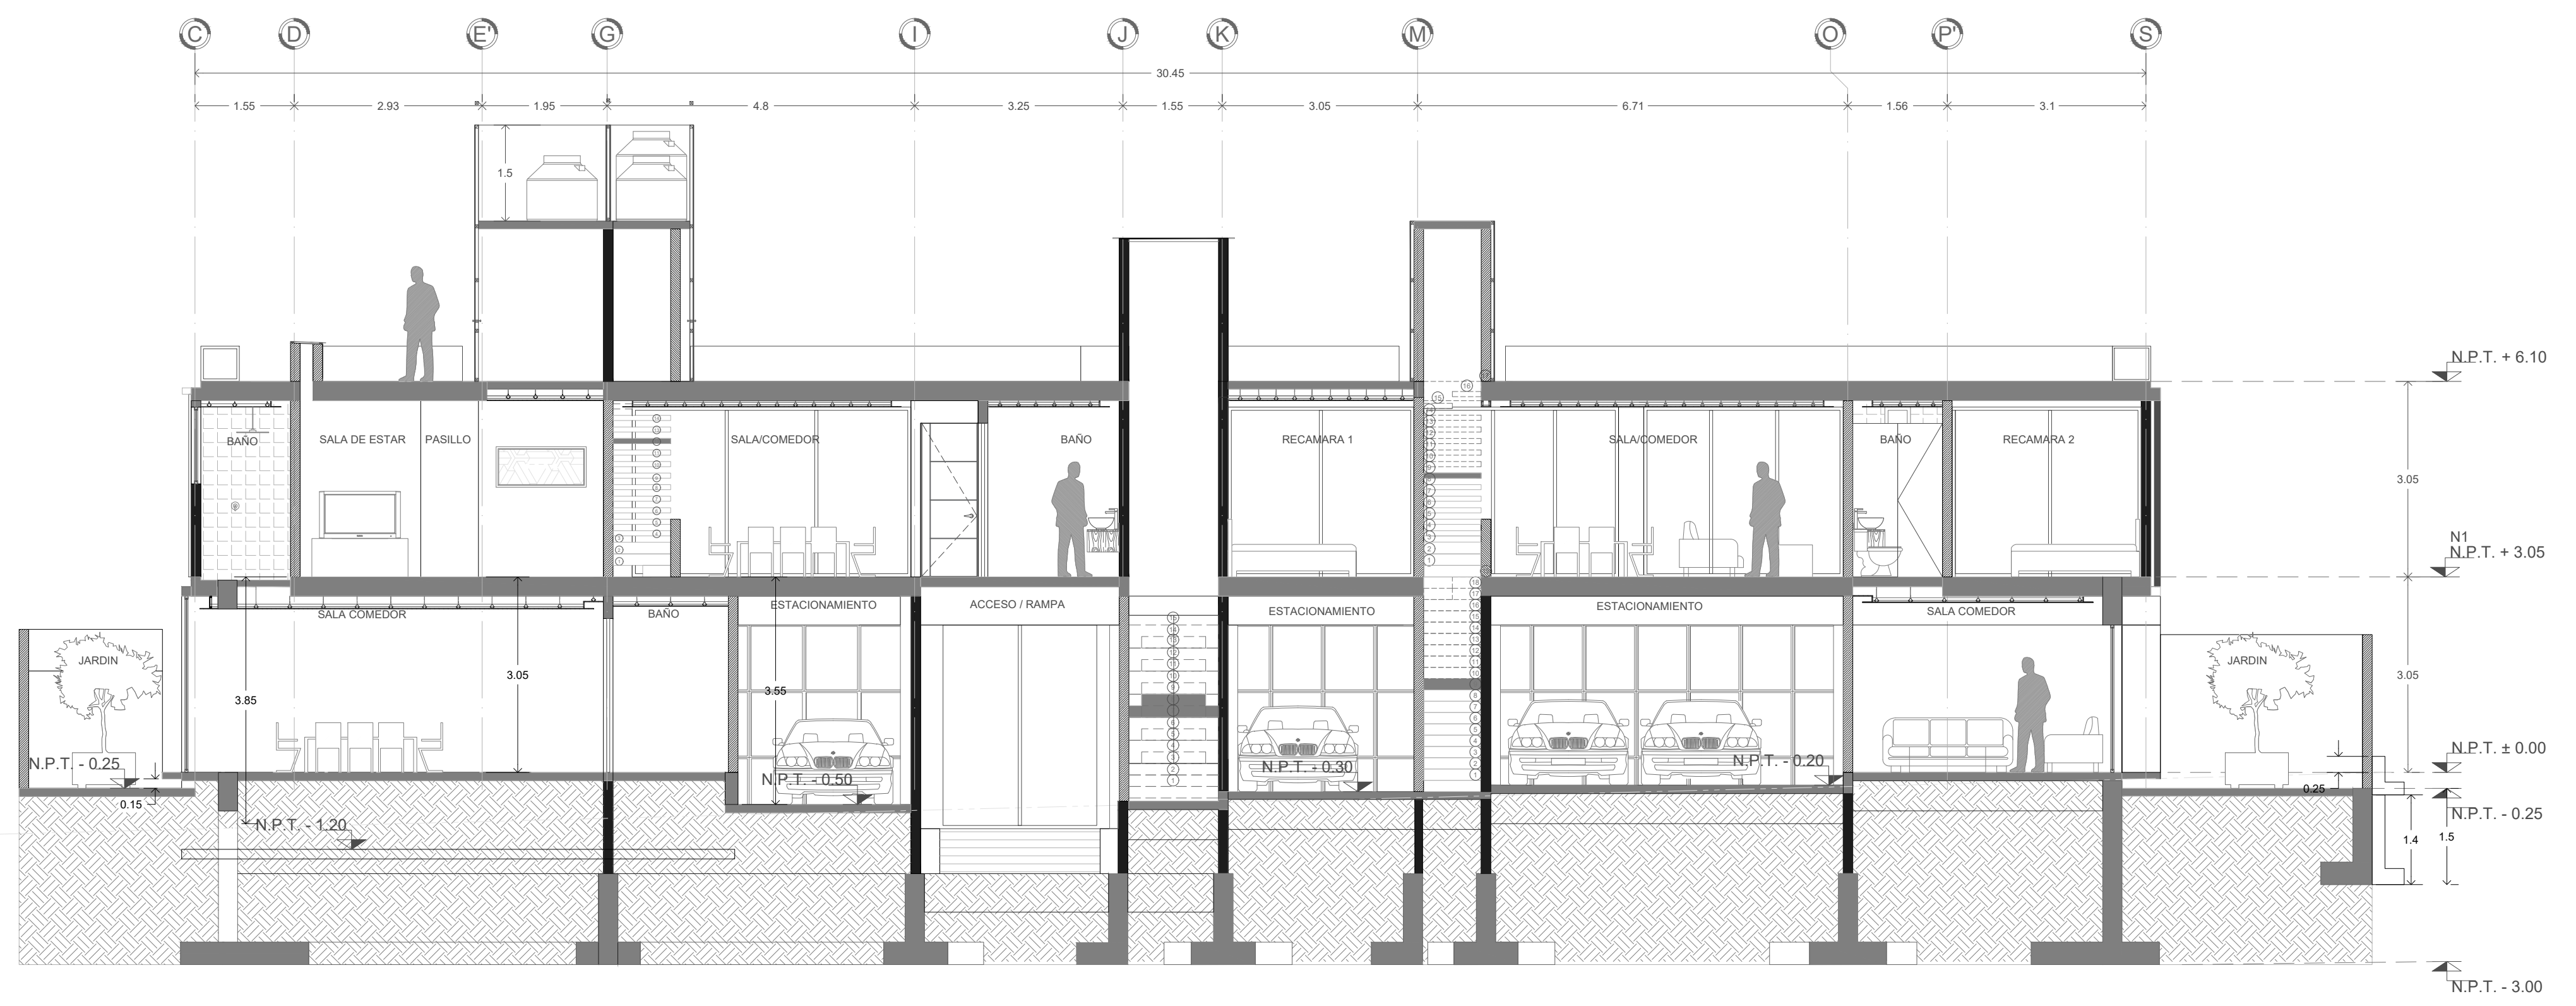 C D E' G I J K M O P' S
30.45
1.55 2.93 1.95 4.8 3.25 1.55 3.05 6.71 1.56 3.1
1.5
N.P.T. + 6.10
BAÑO SALA DE ESTAR PASILLO SALA/COMEDOR BAÑO RECAMARA 1 SALA/COMEDOR BAÑO RECAMARA 2
3.05
N1
N.P.T. + 3.05
SALA COMEDOR BAÑO ESTACIONAMIENTO ACCESO / RAMPA ESTACIONAMIENTO ESTACIONAMIENTO SALA COMEDOR
JARDIN JARDIN
3.85 3.05 3.55 3.05
N.P.T. ± 0.00
N.P.T. - 0.25 N.P.T. - 0.50 N.P.T. - 0.30 N.P.T. - 0.20
0.15 0.25
N.P.T. - 0.25
N.P.T. - 1.20
1.4 1.5
N.P.T. - 3.00